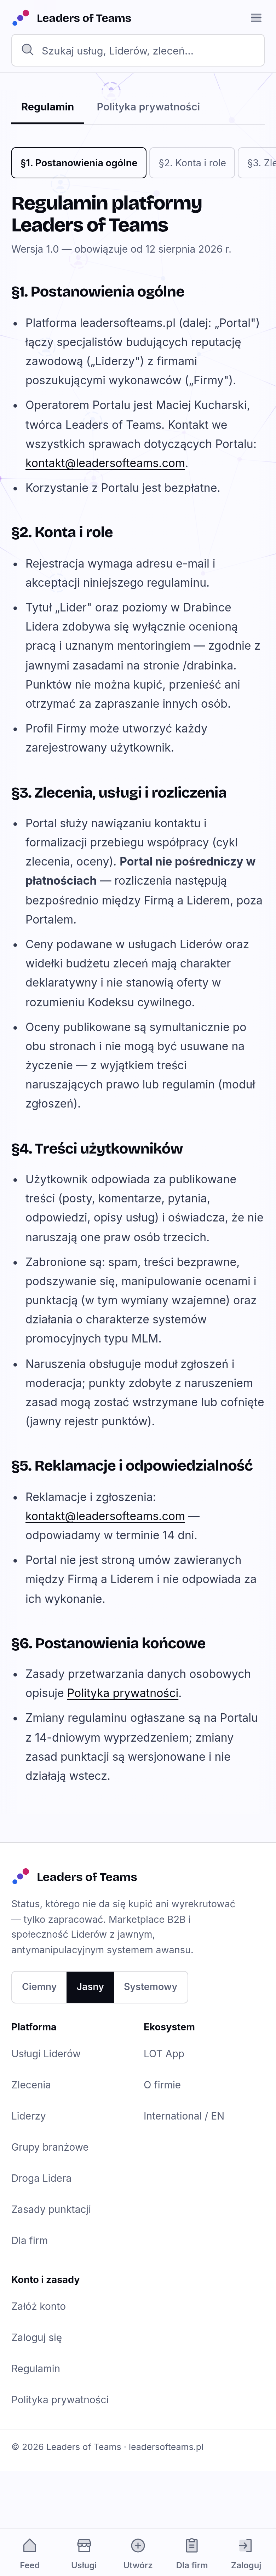 Leaders of Teams
Szukaj usług, Liderów, zleceń…
Regulamin
Polityka prywatności
§1. Postanowienia ogólne
§2. Konta i role
§3. Zle
Regulamin platformy
Leaders of Teams
Wersja 1.0 — obowiązuje od 12 sierpnia 2026 r.
§1. Postanowienia ogólne
• Platforma leadersofteams.pl (dalej: „Portal")
łączy specjalistów budujących reputację
zawodową („Liderzy") z firmami
poszukującymi wykonawców („Firmy").
• Operatorem Portalu jest Maciej Kucharski,
twórca Leaders of Teams. Kontakt we
wszystkich sprawach dotyczących Portalu:
kontakt@leadersofteams.com.
• Korzystanie z Portalu jest bezpłatne.
§2. Konta i role
• Rejestracja wymaga adresu e-mail i
akceptacji niniejszego regulaminu.
• Tytuł „Lider" oraz poziomy w Drabince
Lidera zdobywa się wyłącznie ocenioną
pracą i uznanym mentoringiem — zgodnie z
jawnymi zasadami na stronie /drabinka.
Punktów nie można kupić, przenieść ani
otrzymać za zapraszanie innych osób.
• Profil Firmy może utworzyć każdy
zarejestrowany użytkownik.
§3. Zlecenia, usługi i rozliczenia
• Portal służy nawiązaniu kontaktu i
formalizacji przebiegu współpracy (cykl
zlecenia, oceny). Portal nie pośredniczy w
płatnościach — rozliczenia następują
bezpośrednio między Firmą a Liderem, poza
Portalem.
• Ceny podawane w usługach Liderów oraz
widełki budżetu zleceń mają charakter
deklaratywny i nie stanowią oferty w
rozumieniu Kodeksu cywilnego.
• Oceny publikowane są symultanicznie po
obu stronach i nie mogą być usuwane na
życzenie — z wyjątkiem treści
naruszających prawo lub regulamin (moduł
zgłoszeń).
§4. Treści użytkowników
• Użytkownik odpowiada za publikowane
treści (posty, komentarze, pytania,
odpowiedzi, opisy usług) i oświadcza, że nie
naruszają one praw osób trzecich.
• Zabronione są: spam, treści bezprawne,
podszywanie się, manipulowanie ocenami i
punktacją (w tym wymiany wzajemne) oraz
działania o charakterze systemów
promocyjnych typu MLM.
• Naruszenia obsługuje moduł zgłoszeń i
moderacja; punkty zdobyte z naruszeniem
zasad mogą zostać wstrzymane lub cofnięte
(jawny rejestr punktów).
§5. Reklamacje i odpowiedzialność
• Reklamacje i zgłoszenia:
kontakt@leadersofteams.com —
odpowiadamy w terminie 14 dni.
• Portal nie jest stroną umów zawieranych
między Firmą a Liderem i nie odpowiada za
ich wykonanie.
§6. Postanowienia końcowe
• Zasady przetwarzania danych osobowych
opisuje Polityka prywatności.
• Zmiany regulaminu ogłaszane są na Portalu
z 14-dniowym wyprzedzeniem; zmiany
zasad punktacji są wersjonowane i nie
działają wstecz.
Leaders of Teams
Status, którego nie da się kupić ani wyrekrutować
— tylko zapracować. Marketplace B2B i
społeczność Liderów z jawnym,
antymanipulacyjnym systemem awansu.
Ciemny
Jasny
Systemowy
Platforma
Usługi Liderów
Zlecenia
Liderzy
Grupy branżowe
Droga Lidera
Zasady punktacji
Dla firm
Ekosystem
LOT App
O firmie
International / EN
Konto i zasady
Załóż konto
Zaloguj się
Regulamin
Polityka prywatności
© 2026 Leaders of Teams · leadersofteams.pl
Feed
Usługi
Utwórz
Dla firm
Zaloguj